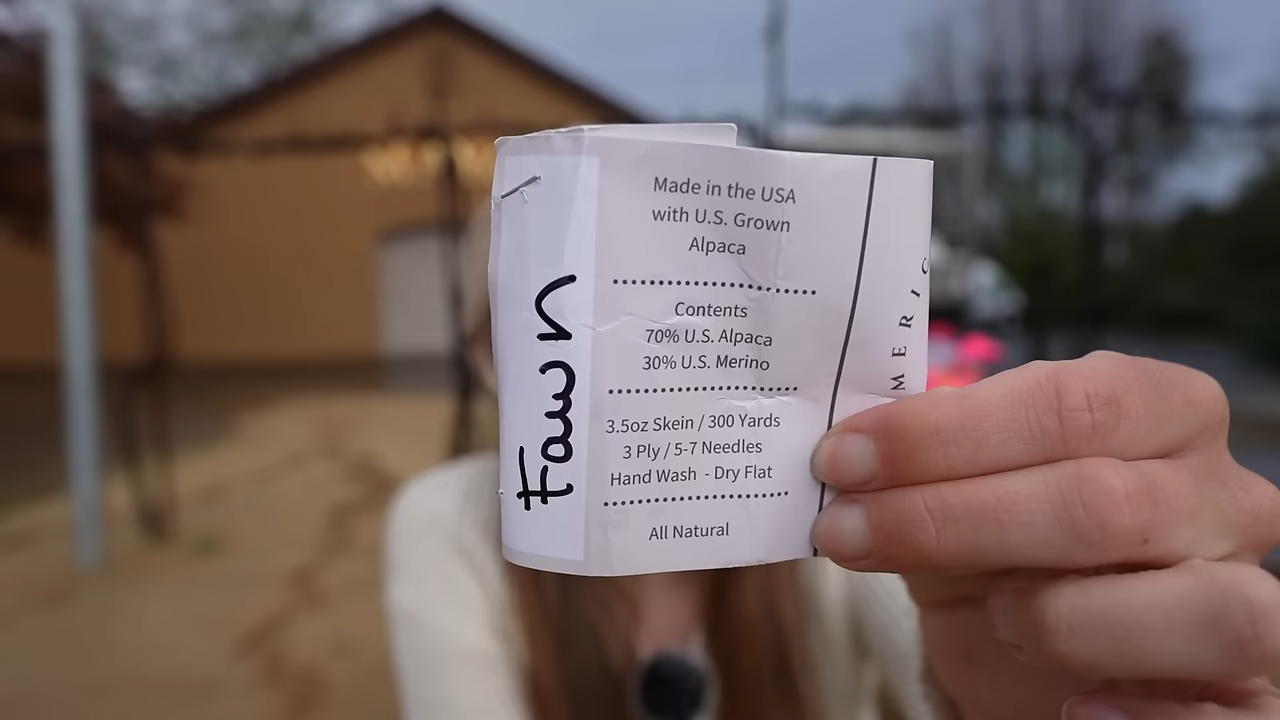 Fawn
Made in the USA
with U.S. Grown
Alpaca
Contents
70% U.S. Alpaca
30% U.S. Merino
3.5oz Skein / 300 Yards
3 Ply / 5-7 Needles
Hand Wash - Dry Flat
All Natural
MERIC